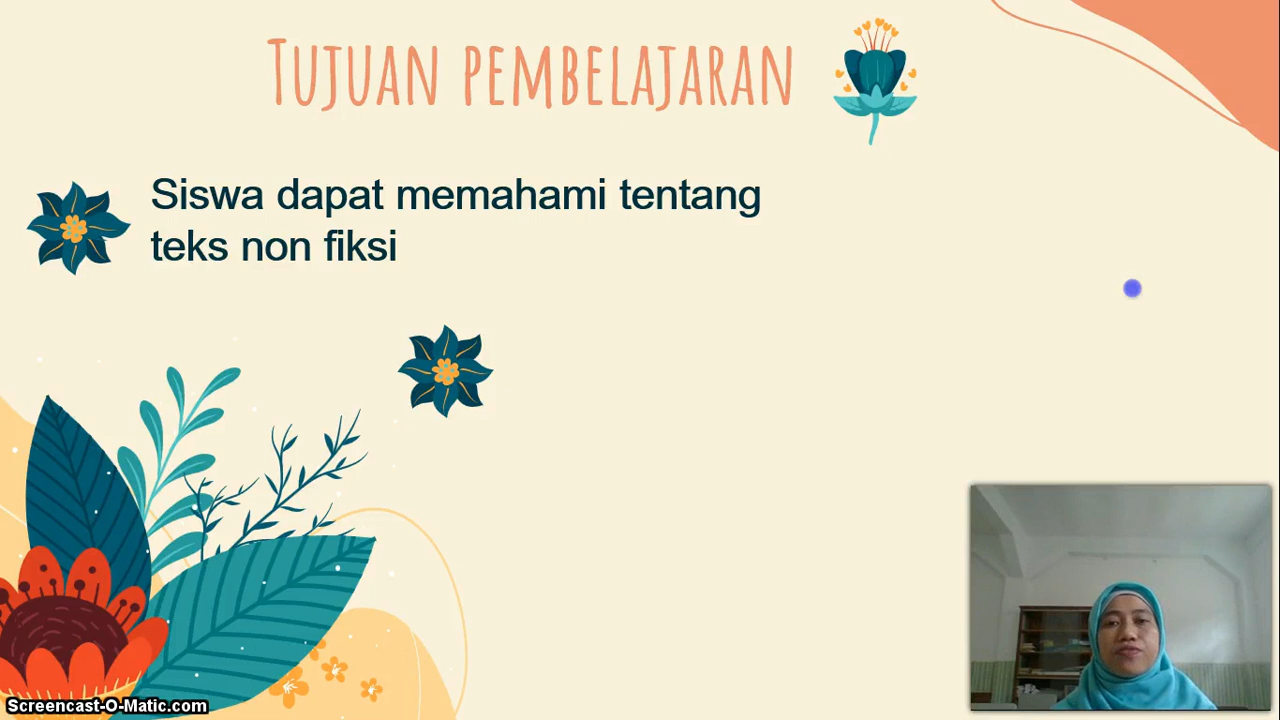 TUJUAN PEMBELAJARAN
Siswa dapat memahami tentang
teks non fiksi
Screencast-O-Matic.com